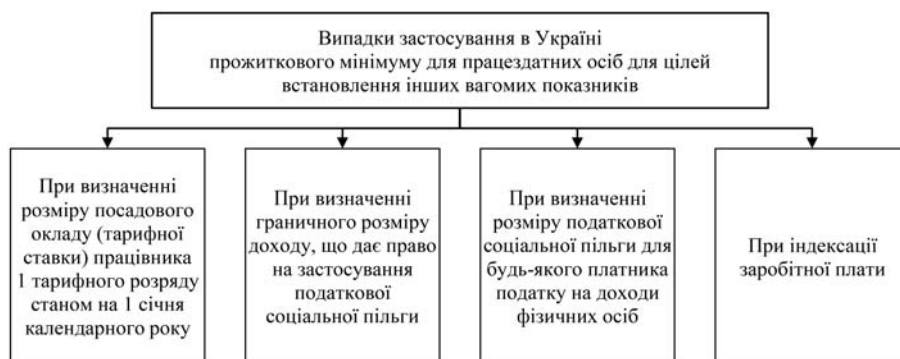 Випадки застосування в Україні
прожиткового мінімуму для працездатних осіб для цілей
встановлення інших вагомих показників
При визначенні
розміру посадового
окладу (тарифної
ставки) працівника
1 тарифного розряду
станом на 1 січня
календарного року
При визначенні
граничного розміру
доходу, що дає право
на застосування
податкової
соціальної пільги
При визначенні
розміру податкової
соціальної пільги для
будь-якого платника
податку на доходи
фізичних осіб
При індексації
заробітної плати